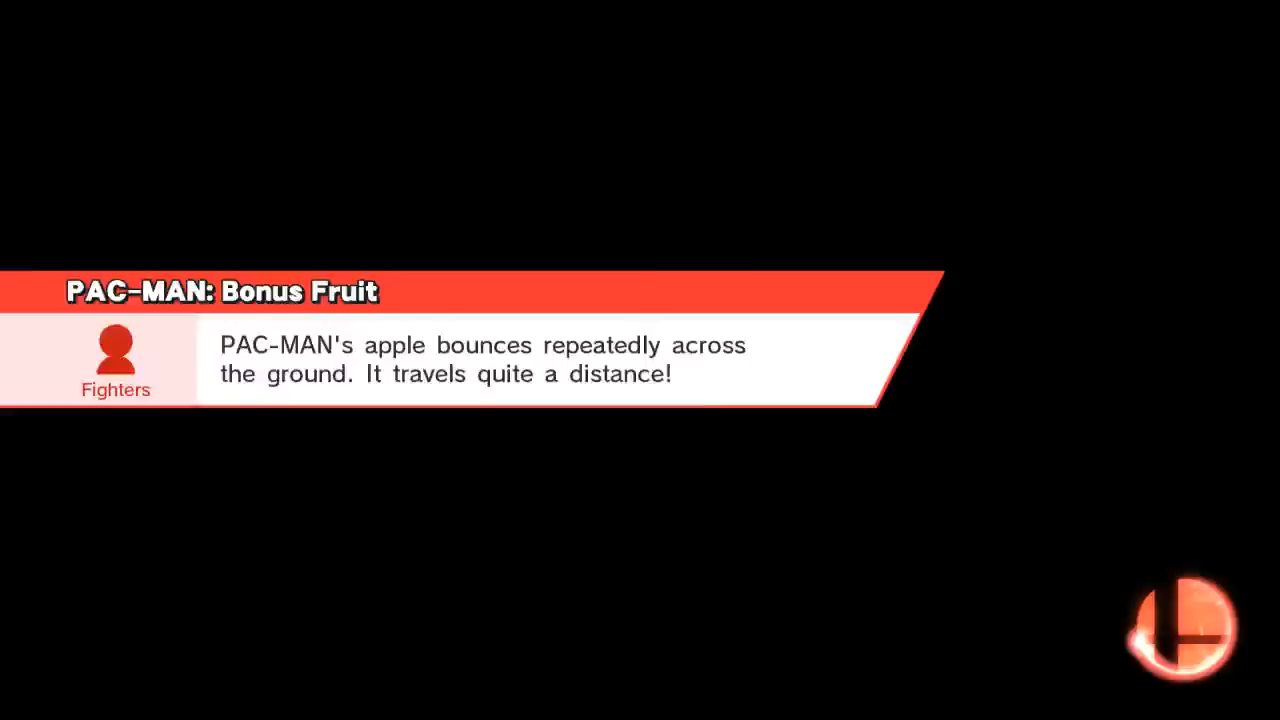 PAC-MAN: Bonus Fruit
Fighters
PAC-MAN's apple bounces repeatedly across
the ground. It travels quite a distance!